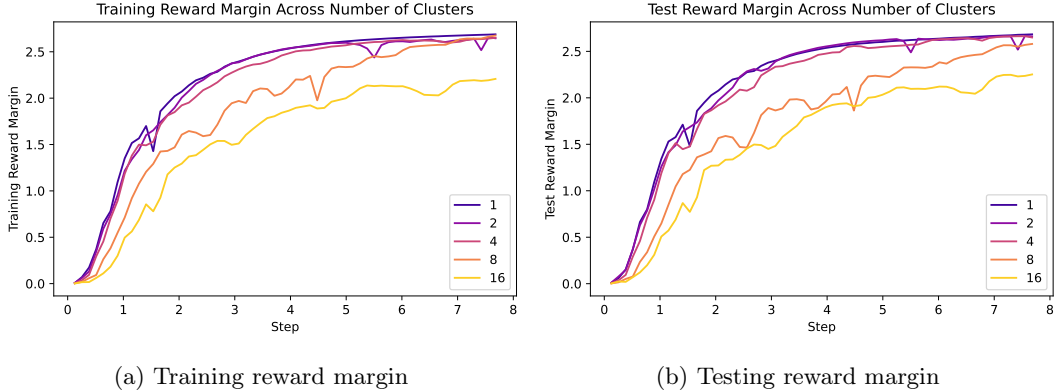 Training Reward Margin Across Number of Clusters
Training Reward Margin
2.5
2.0
1.5
1.0
0.5
0.0
1
2
4
8
16
0 1 2 3 4 5 6 7 8
Step
(a) Training reward margin
Test Reward Margin Across Number of Clusters
Test Reward Margin
2.5
2.0
1.5
1.0
0.5
0.0
1
2
4
8
16
0 1 2 3 4 5 6 7 8
Step
(b) Testing reward margin